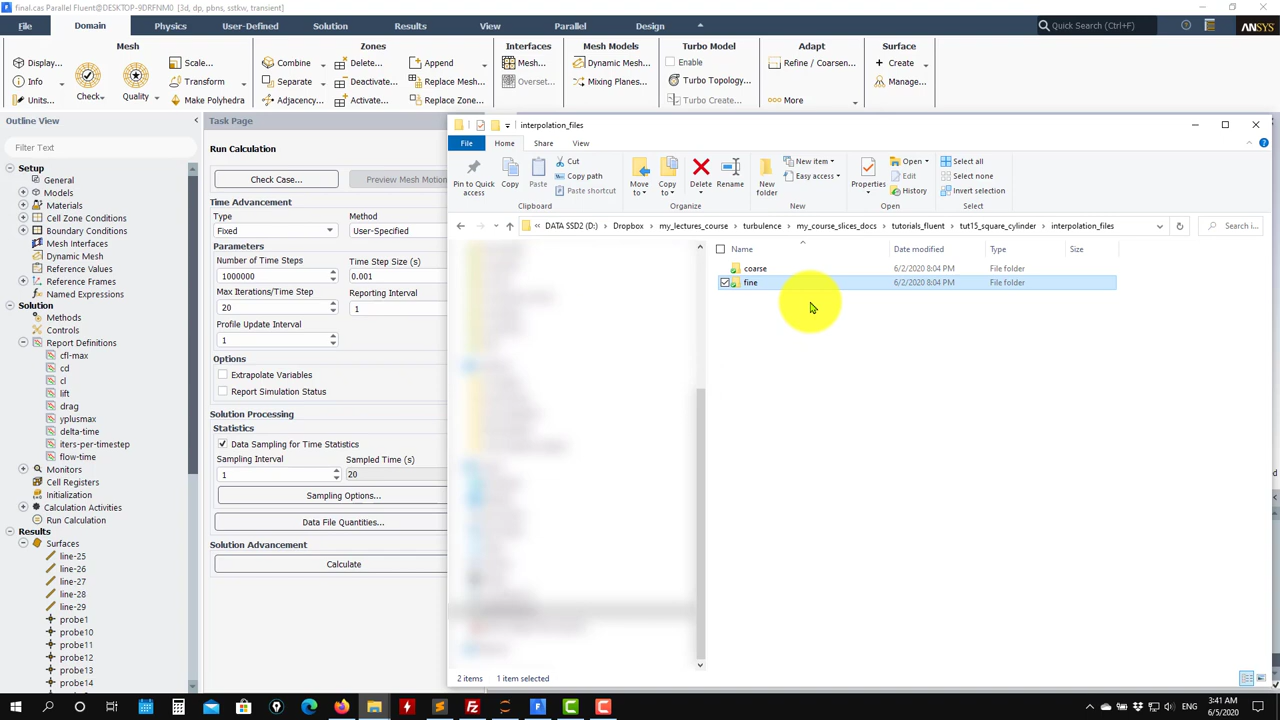 final.cas Parallel Fluent@DESKTOP-9DRFNM0 [3d, dp, pbns, sstkw, transient]
File Domain Physics User-Defined Solution Results View Parallel Design Quick Search (Ctrl+F) ANSYS
Mesh Zones Interfaces Mesh Models Turbo Model Adapt Surface
Display... Scale... Combine Delete... Append Mesh... Dynamic Mesh... Enable Refine / Coarsen... Create
Info Transform Separate Deactivate... Replace Mesh... Overset... Mixing Planes... Turbo Topology... Manage...
Units... Check Quality Make Polyhedra Adjacency... Activate... Replace Zone... Turbo Create... More
Outline View
Filter Text
Setup
General
Models
Materials
Cell Zone Conditions
Boundary Conditions
Mesh Interfaces
Dynamic Mesh
Reference Values
Reference Frames
Named Expressions
Solution
Methods
Controls
Report Definitions
cfl-max
cd
cl
lift
drag
yplusmax
delta-time
iters-per-timestep
flow-time
Monitors
Cell Registers
Initialization
Calculation Activities
Run Calculation
Results
Surfaces
line-25
line-26
line-27
line-28
line-29
probe1
probe10
probe11
probe12
probe13
probe14
Task Page
Run Calculation
Check Case... Preview Mesh Motion
Time Advancement
Type Method
Fixed User-Specified
Parameters
Number of Time Steps Time Step Size (s)
1000000 0.001
Max Iterations/Time Step Reporting Interval
20 1
Profile Update Interval
1
Options
Extrapolate Variables
Report Simulation Status
Solution Processing
Statistics
Data Sampling for Time Statistics
Sampling Interval Sampled Time (s)
1 20
Sampling Options...
Data File Quantities...
Solution Advancement
Calculate
interpolation_files
File Home Share View
Pin to Quick access
Copy
Paste
Cut
Copy path
Paste shortcut
Clipboard
Move to
Copy to
Delete
Rename
Organize
New folder
New item
Easy access
New
Properties
Open
Edit
History
Open
Select all
Select none
Invert selection
Select
DATA SSD2 (D:) Dropbox my_lectures_course turbulence my_course_slices_docs tutorials_fluent tut15_square_cylinder interpolation_files Search i...
Name Date modified Type Size
coarse 6/2/2020 8:04 PM File folder
fine 6/2/2020 8:04 PM File folder
2 items 1 item selected
ENG 3:41 AM
6/5/2020